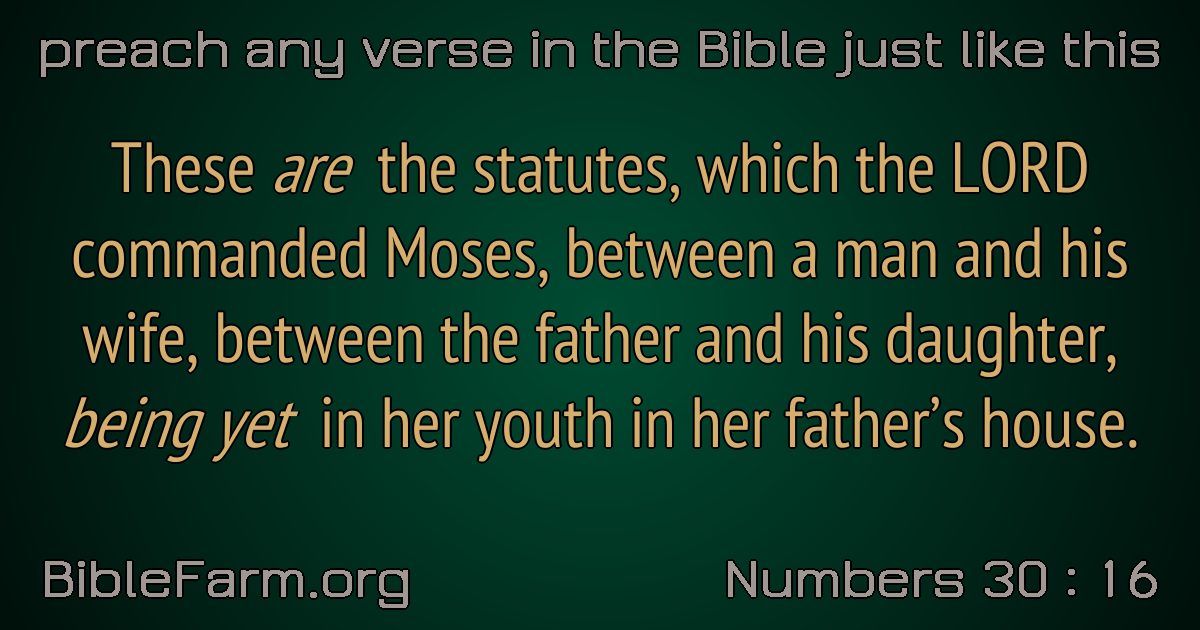 preach any verse in the Bible just like this
These are the statutes, which the LORD
commanded Moses, between a man and his
wife, between the father and his daughter,
being yet in her youth in her father’s house.
BibleFarm.org
Numbers 30 : 16